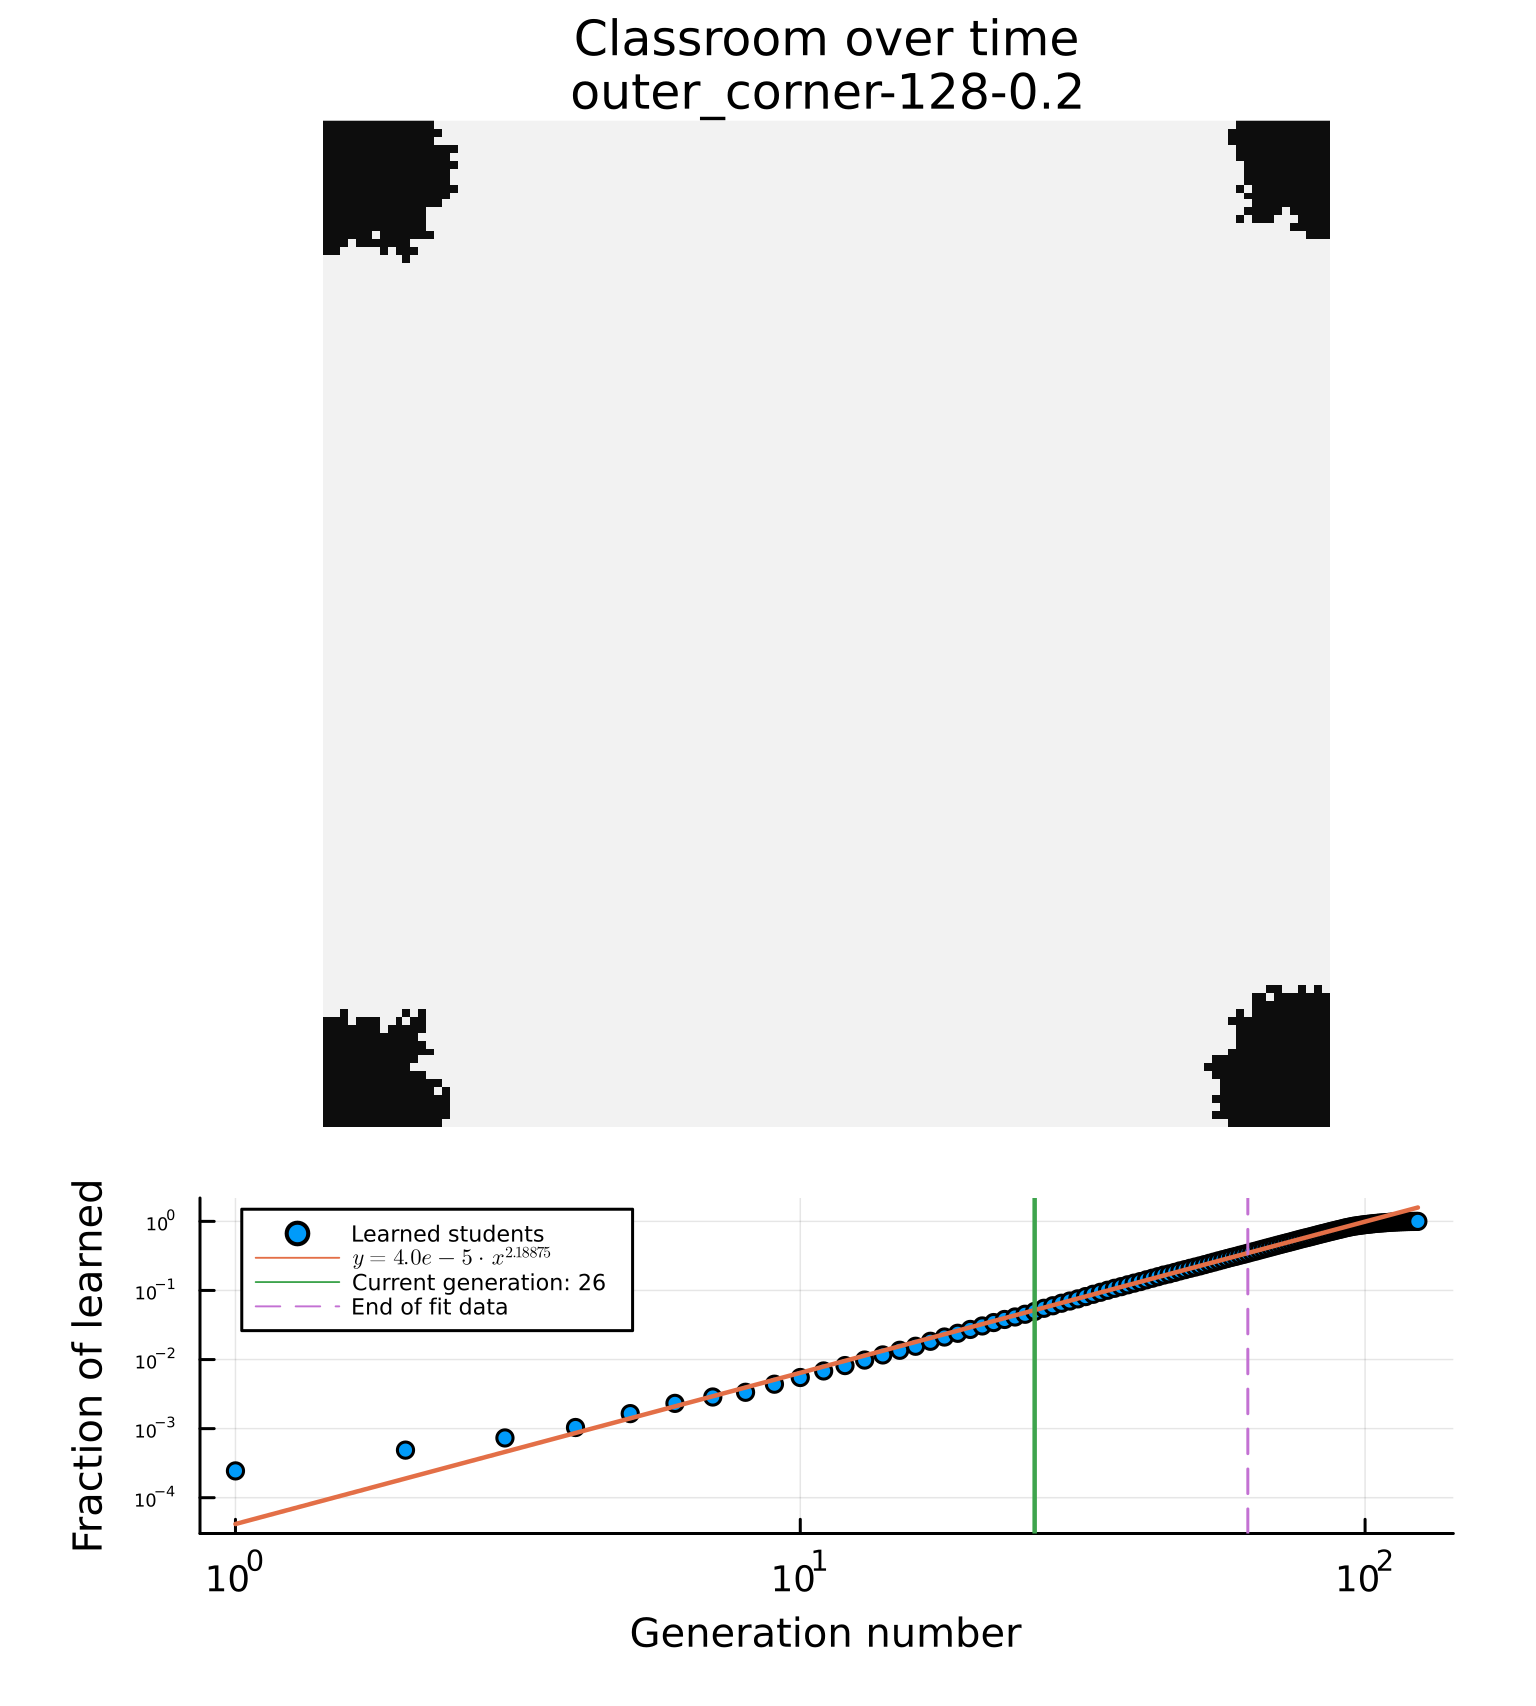 Classroom over time
outer_corner-128-0.2
Fraction of learned
10^0
10^-1
10^-2
10^-3
10^-4
Learned students
y = 4.0e − 5 · x^2.18875
Current generation: 26
End of fit data
10^0 10^1 10^2
Generation number